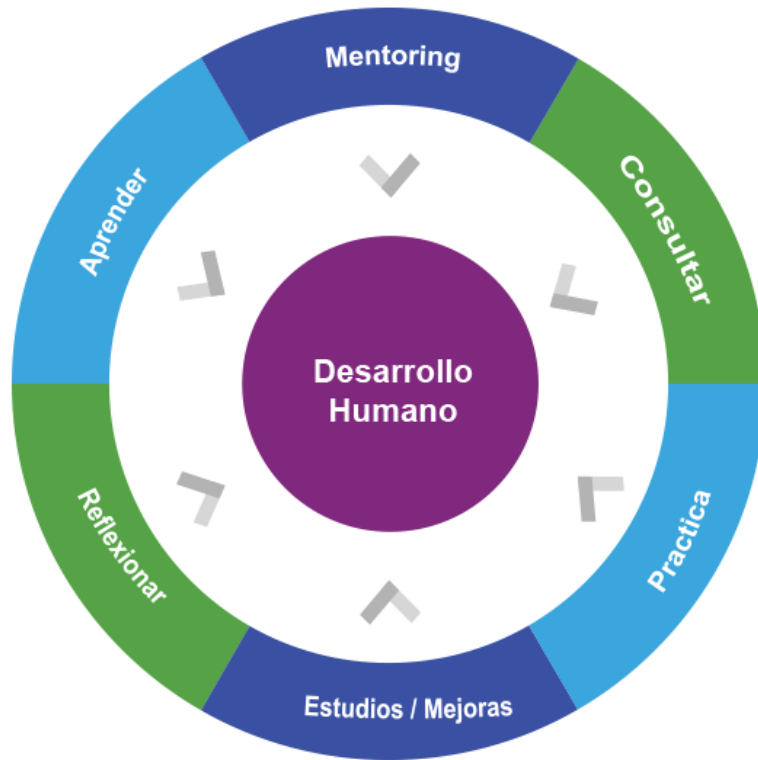 Mentoring
Consultar
Practica
Estudios / Mejoras
Reflexionar
Aprender
Desarrollo
Humano